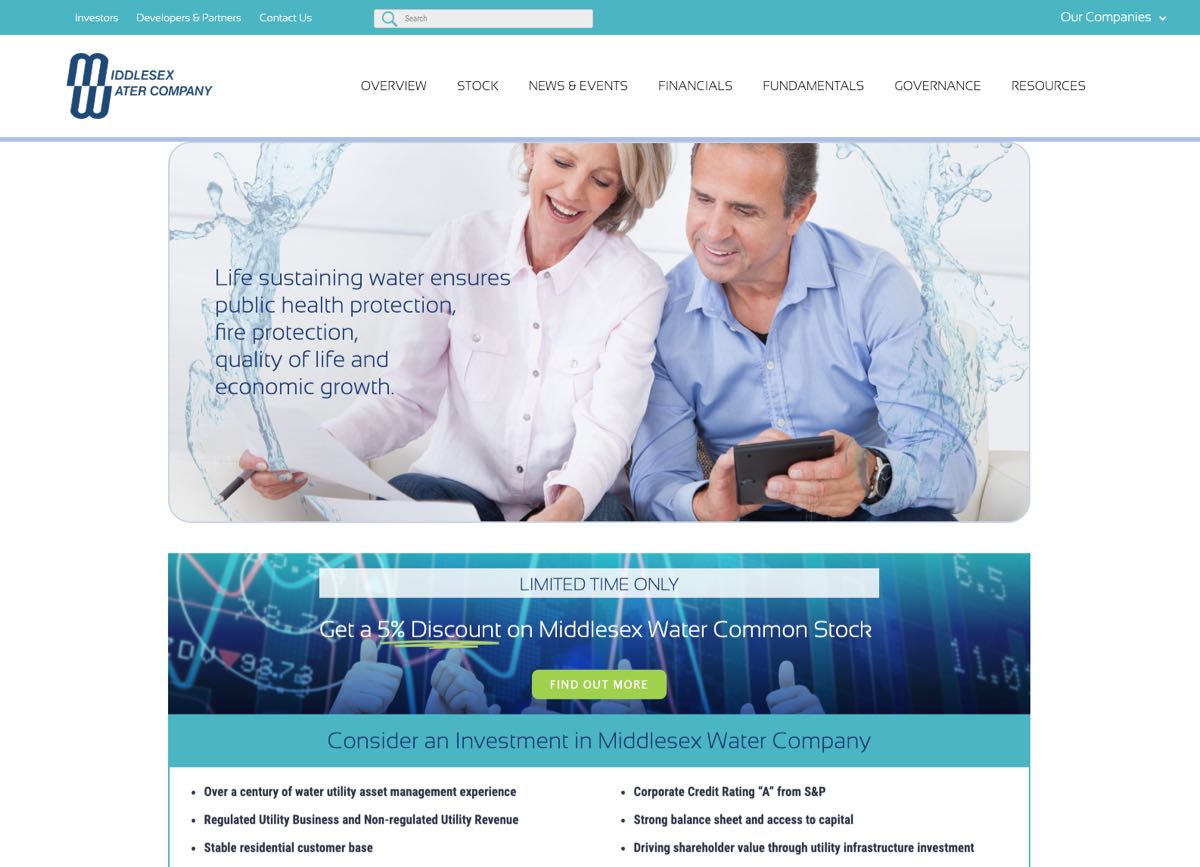 Investors Developers & Partners Contact Us
Search
Our Companies
MIDDLESEX
WATER COMPANY
OVERVIEW STOCK NEWS & EVENTS FINANCIALS FUNDAMENTALS GOVERNANCE RESOURCES
Life sustaining water ensures
public health protection,
fire protection,
quality of life and
economic growth.
LIMITED TIME ONLY
Get a 5% Discount on Middlesex Water Common Stock
FIND OUT MORE
Consider an Investment in Middlesex Water Company
• Over a century of water utility asset management experience
• Regulated Utility Business and Non-regulated Utility Revenue
• Stable residential customer base
• Corporate Credit Rating “A” from S&P
• Strong balance sheet and access to capital
• Driving shareholder value through utility infrastructure investment